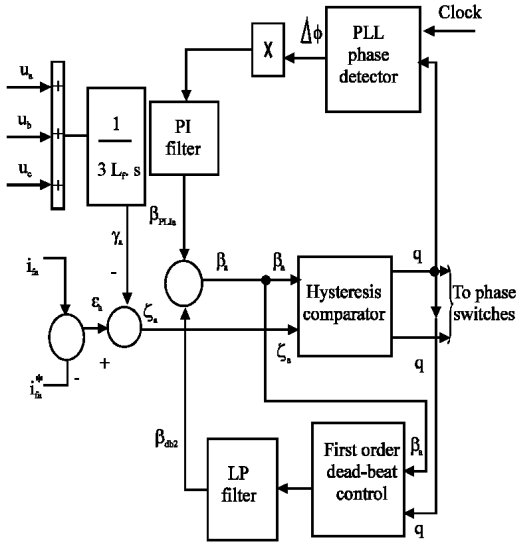 Clock
PLL
phase
detector
Δϕ
X
u_a
+
u_b
+
u_c
+
1
3 L_f. s
PI
filter
β_PLLa
γ_a
-
i_fa
ε_a
ζ_a
+
i*_fa
-
β_a
β_a
q
Hysteresis
comparator
To phase
switches
ζ_a
q
β_db2
LP
filter
First order
dead-beat
control
β_a
q